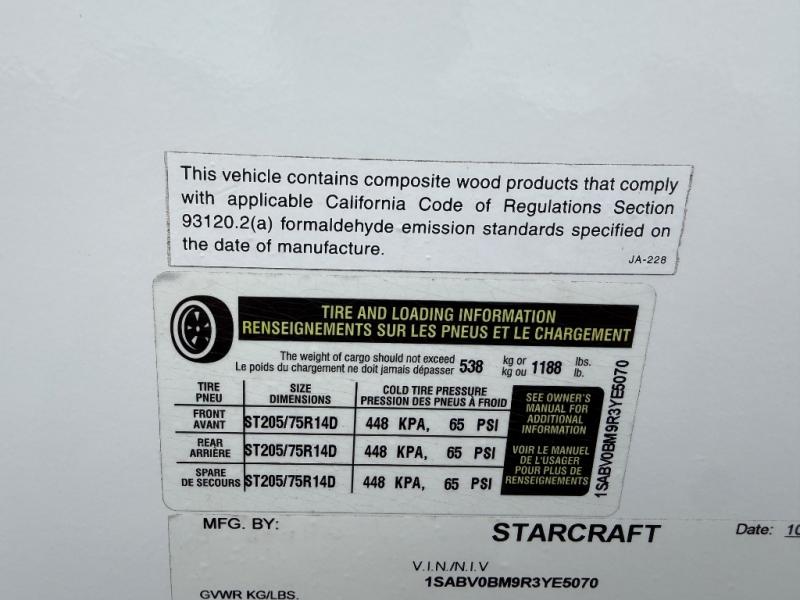 This vehicle contains composite wood products that comply
with applicable California Code of Regulations Section
93120.2(a) formaldehyde emission standards specified on
the date of manufacture.
JA-228
TIRE AND LOADING INFORMATION
RENSEIGNEMENTS SUR LES PNEUS ET LE CHARGEMENT
The weight of cargo should not exceed 538 kg or 1188 lbs.
Le poids du chargement ne doit jamais dépasser kg ou lb.
TIRE SIZE COLD TIRE PRESSURE
PNEU DIMENSIONS PRESSION DES PNEUS À FROID
FRONT
AVANT ST205/75R14D 448 KPA, 65 PSI
REAR
ARRIÈRE ST205/75R14D 448 KPA, 65 PSI
SPARE
DE SECOURS ST205/75R14D 448 KPA, 65 PSI
SEE OWNER'S
MANUAL FOR
ADDITIONAL
INFORMATION
VOIR LE MANUEL
DE L'USAGER
POUR PLUS DE
RENSEIGNEMENTS
1SABV0BM9R3YE5070
MFG. BY: STARCRAFT Date: 10
V.I.N./N.I.V
1SABV0BM9R3YE5070
GVWR KG/LBS.